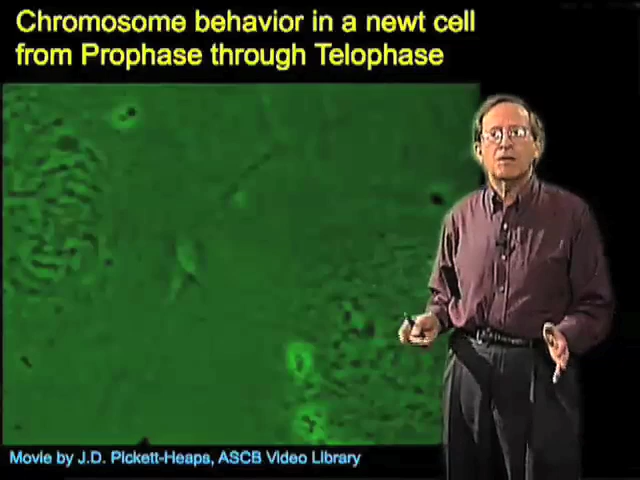 Chromosome behavior in a newt cell
from Prophase through Telophase
Movie by J.D. Pickett-Heaps, ASCB Video Library